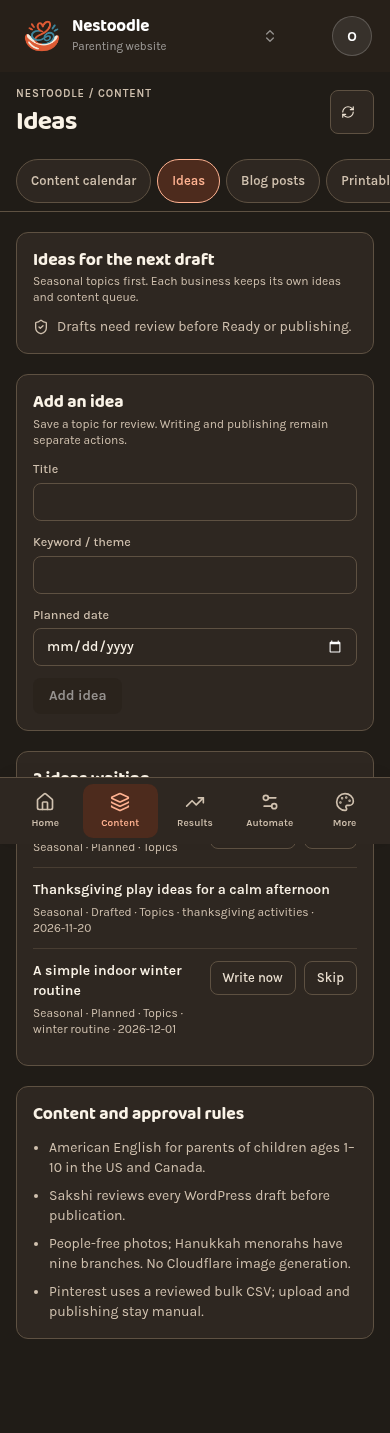 Nestoodle
Parenting website
O
NESTOODLE / CONTENT
Ideas
Content calendar
Ideas
Blog posts
Ideas for the next draft
Seasonal topics first. Each business keeps its own ideas
and content queue.
Drafts need review before Ready or publishing.
Add an idea
Save a topic for review. Writing and publishing remain
separate actions.
Title
Keyword / theme
Planned date
mm/dd/yyyy
Add idea
ideas waiting
Home
Content
Results
Automate
More
Seasonal · Planned · Topics
Thanksgiving play ideas for a calm afternoon
Seasonal · Drafted · Topics · thanksgiving activities ·
2026-11-20
A simple indoor winter
routine
Write now
Skip
Seasonal · Planned · Topics ·
winter routine · 2026-12-01
Content and approval rules
• American English for parents of children ages 1–
10 in the US and Canada.
• Sakshi reviews every WordPress draft before
publication.
• People-free photos; Hanukkah menorahs have
nine branches. No Cloudflare image generation.
• Pinterest uses a reviewed bulk CSV; upload and
publishing stay manual.